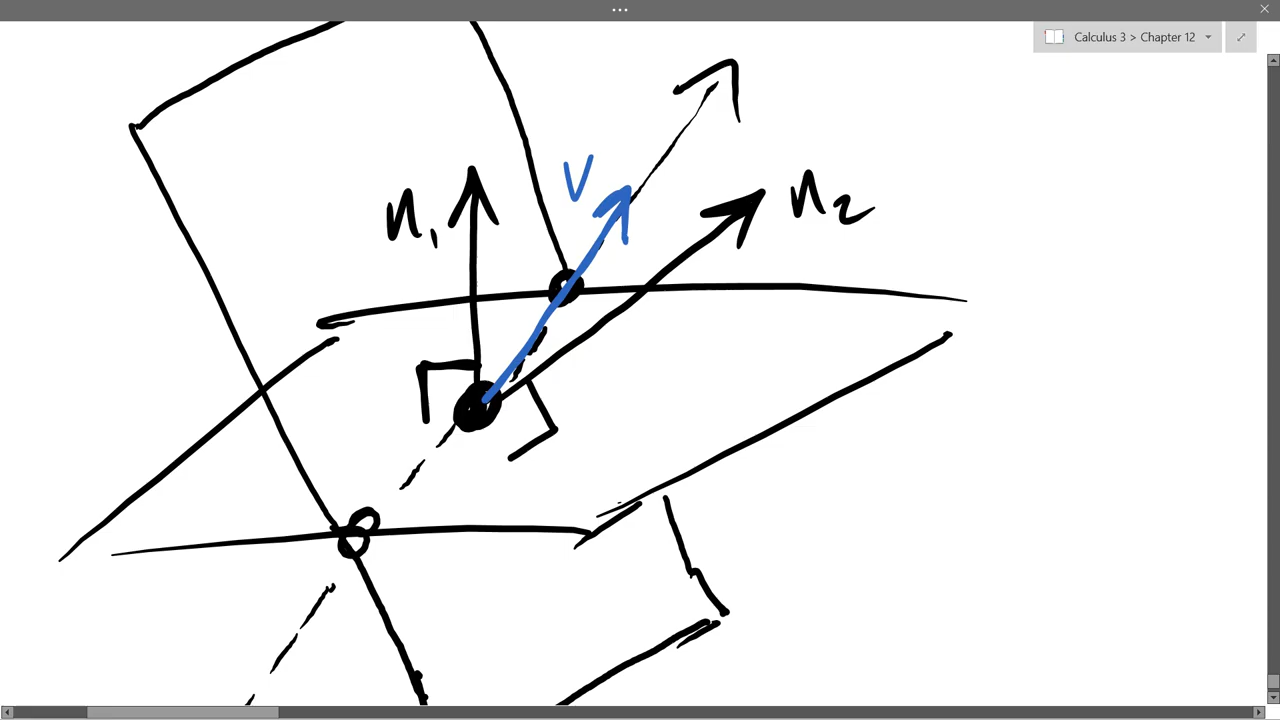 Calculus 3 > Chapter 12
V
n₁
n₂